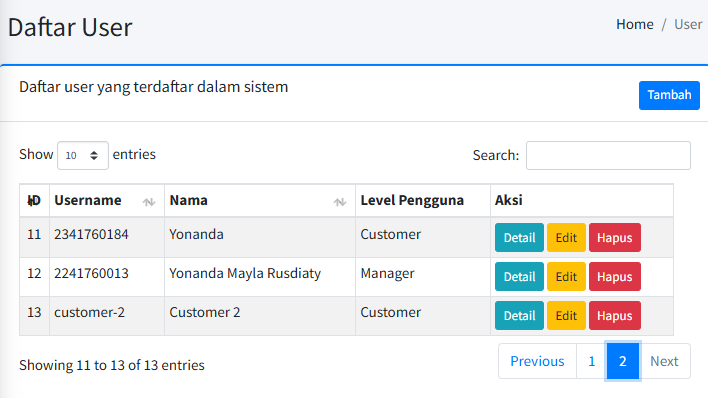 Daftar User
Home / User
Daftar user yang terdaftar dalam sistem
Tambah
Show 10 entries
Search:
ID Username Nama Level Pengguna Aksi
11 2341760184 Yonanda Customer Detail Edit Hapus
12 2241760013 Yonanda Mayla Rusdiaty Manager Detail Edit Hapus
13 customer-2 Customer 2 Customer Detail Edit Hapus
Showing 11 to 13 of 13 entries
Previous 1 2 Next